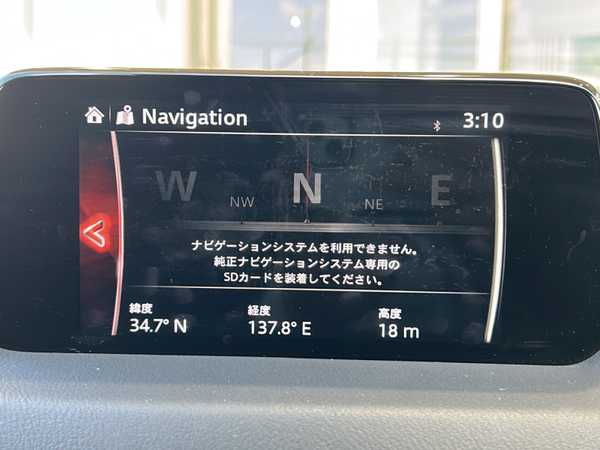 Navigation
3:10
W NW N NE E
ナビゲーションシステムを利用できません。
純正ナビゲーションシステム専用の
SDカードを装着してください。
緯度 経度 高度
34.7° N 137.8° E 18 m